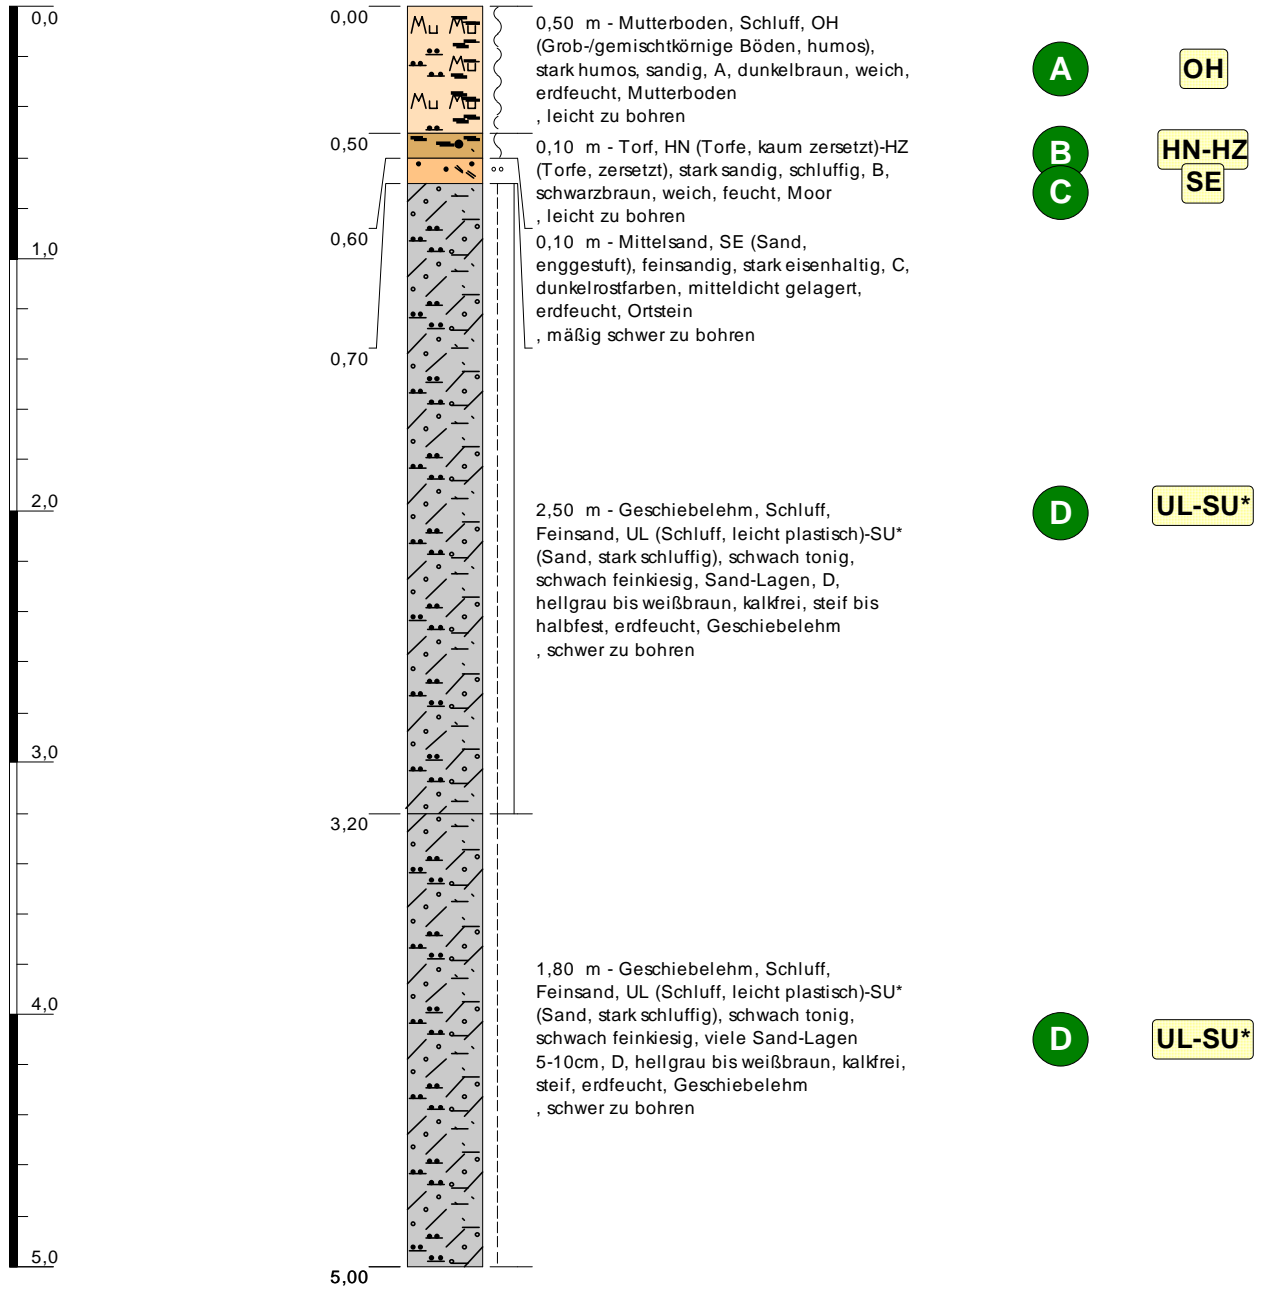 0,0
0,00
Mu Mu
Mu
Mu Mu
0,50 m - Mutterboden, Schluff, OH
(Grob-/gemischtkörnige Böden, humos),
stark humos, sandig, A, dunkelbraun, weich,
erdfeucht, Mutterboden
, leicht zu bohren
A
OH
0,50
0,10 m - Torf, HN (Torfe, kaum zersetzt)-HZ
(Torfe, zersetzt), stark sandig, schluffig, B,
schwarzbraun, weich, feucht, Moor
, leicht zu bohren
B
HN-HZ
C
SE
0,60
1,0
0,10 m - Mittelsand, SE (Sand,
enggestuft), feinsandig, stark eisenhaltig, C,
dunkelrostfarben, mitteldicht gelagert,
erdfeucht, Ortstein
, mäßig schwer zu bohren
0,70
2,0
2,50 m - Geschiebelehm, Schluff,
Feinsand, UL (Schluff, leicht plastisch)-SU*
(Sand, stark schluffig), schwach tonig,
schwach feinkiesig, Sand-Lagen, D,
hellgrau bis weißbraun, kalkfrei, steif bis
halbfest, erdfeucht, Geschiebelehm
, schwer zu bohren
D
UL-SU*
3,0
3,20
4,0
1,80 m - Geschiebelehm, Schluff,
Feinsand, UL (Schluff, leicht plastisch)-SU*
(Sand, stark schluffig), schwach tonig,
schwach feinkiesig, viele Sand-Lagen
5-10cm, D, hellgrau bis weißbraun, kalkfrei,
steif, erdfeucht, Geschiebelehm
, schwer zu bohren
D
UL-SU*
5,0
5,00